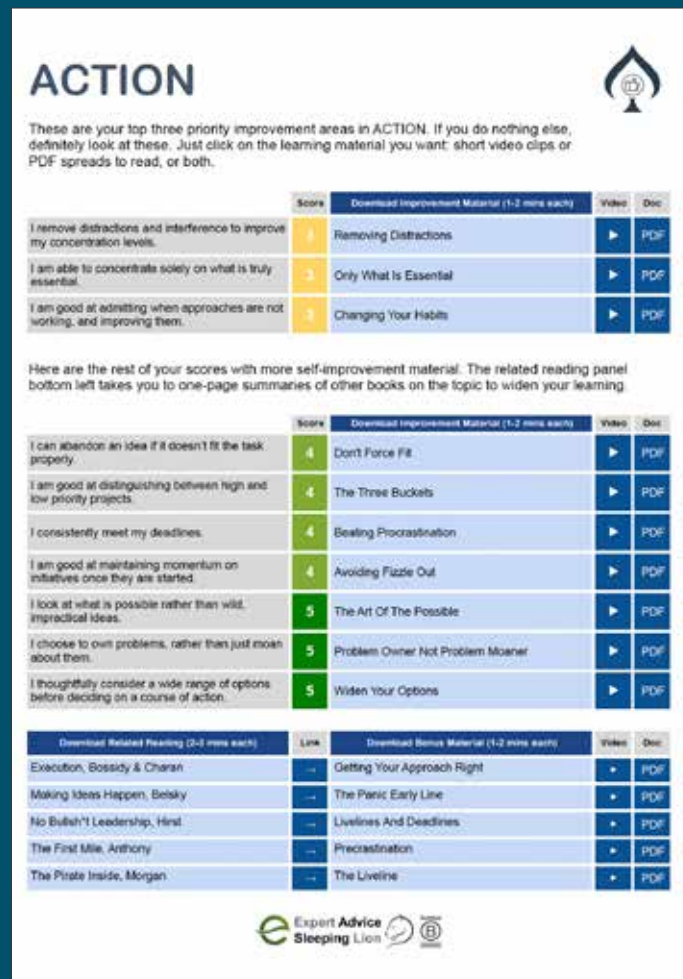 ACTION
These are your top three priority improvement areas in ACTION. If you do nothing else,
definitely look at these. Just click on the learning material you want: short video clips or
PDF spreads to read, or both.
Score Download Improvement Material (1-2 mins each) Video Doc
I remove distractions and interference to improve
my concentration levels.
3 Removing Distractions PDF
I am able to concentrate solely on what is truly
essential.
3 Only What Is Essential PDF
I am good at admitting when approaches are not
working, and improving them.
3 Changing Your Habits PDF
Here are the rest of your scores with more self-improvement material. The related reading panel
bottom left takes you to one-page summaries of other books on the topic to widen your learning.
Score Download Improvement Material (1-2 mins each) Video Doc
I can abandon an idea if it doesn't fit the task
properly.
4 Don't Force Fit PDF
I am good at distinguishing between high and
low priority projects.
4 The Three Buckets PDF
I consistently meet my deadlines. 4 Beating Procrastination PDF
I am good at maintaining momentum on
initiatives once they are started.
4 Avoiding Fizzle Out PDF
I look at what is possible rather than wild,
impractical ideas.
5 The Art Of The Possible PDF
I choose to own problems, rather than just moan
about them.
5 Problem Owner Not Problem Moaner PDF
I thoughtfully consider a wide range of options
before deciding on a course of action.
5 Widen Your Options PDF
Download Related Reading (2-3 mins each) Link Download Bonus Material (1-2 mins each) Video Doc
Execution, Bossidy & Charan → Getting Your Approach Right PDF
Making Ideas Happen, Belsky → The Panic Early Line PDF
No Bullsh*t Leadership, Hirst → Livelines And Deadlines PDF
The First Mile, Anthony → Precrastination PDF
The Pirate Inside, Morgan → The Liveline PDF
Expert Advice
Sleeping Lion
B